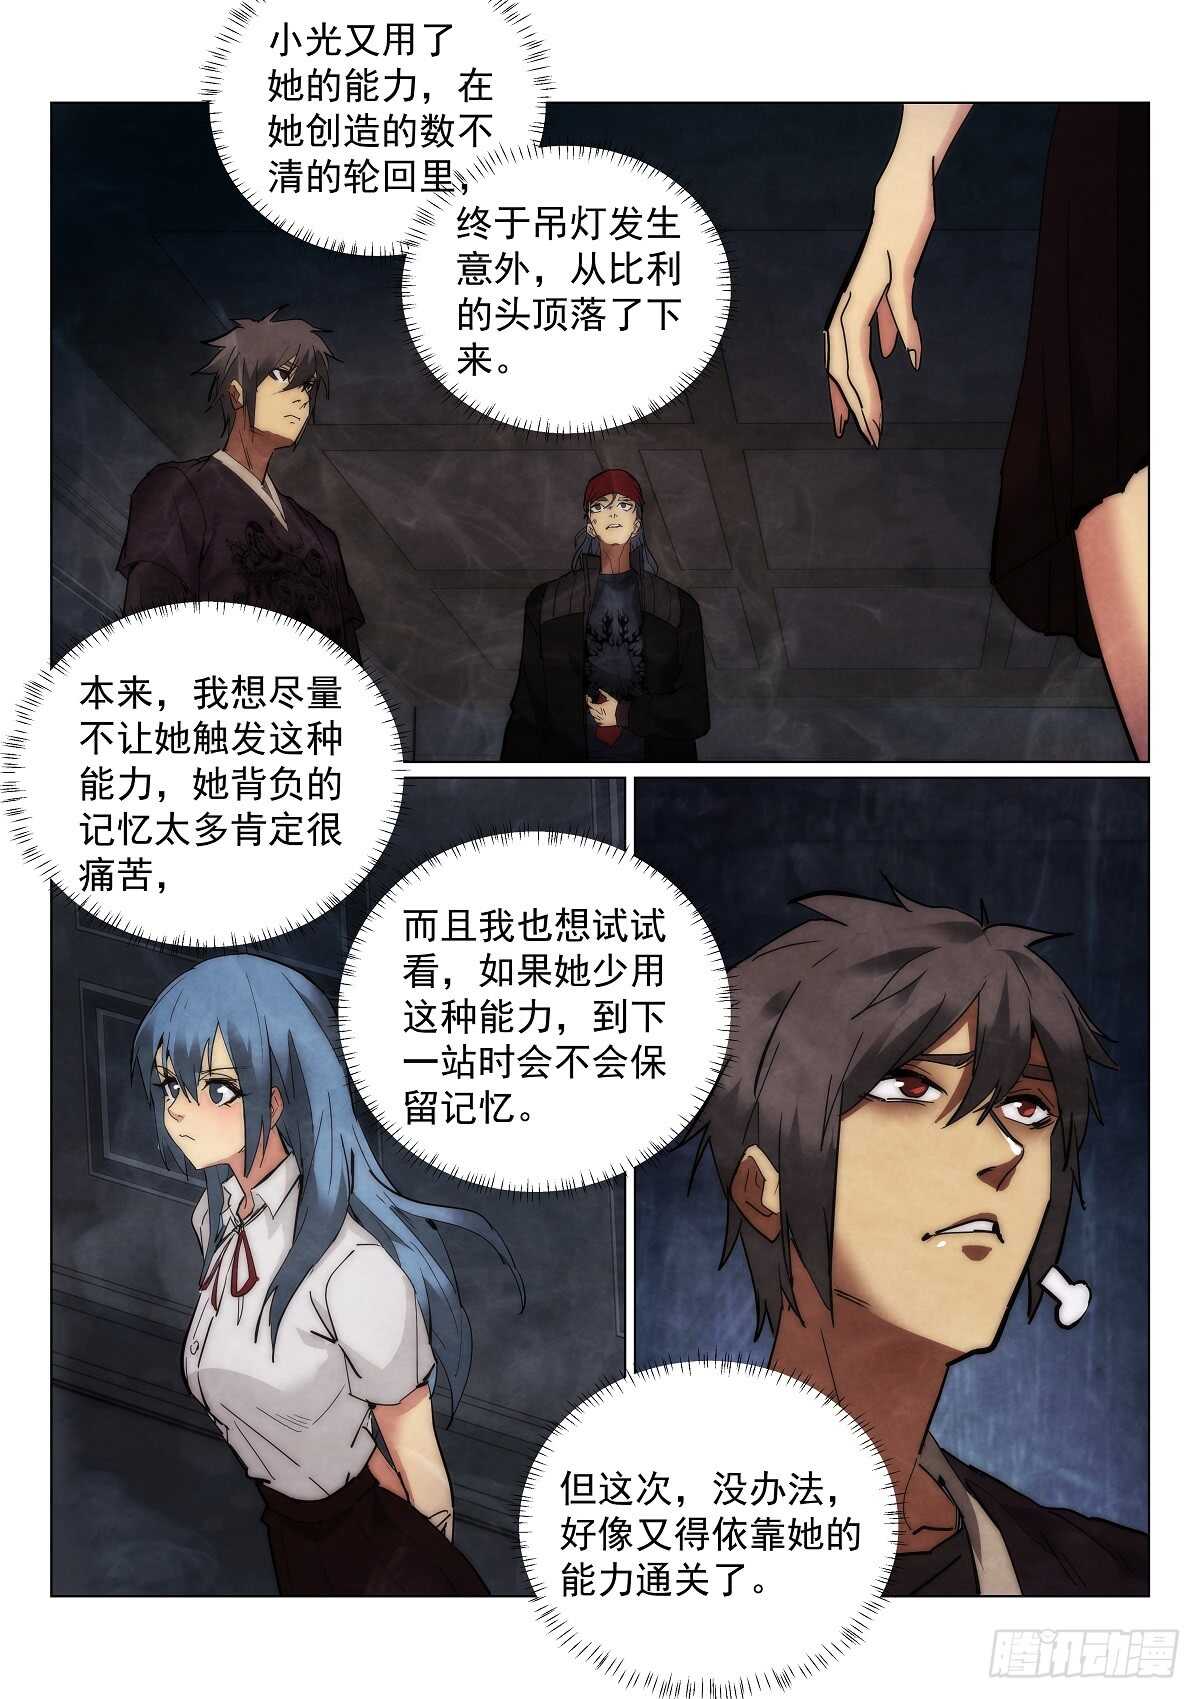 小光又用了
她的能力，在
她创造的数不
清的轮回里，
终于吊灯发生
意外，从比利
的头顶落了下
来。
本来，我想尽量
不让她触发这种
能力，她背负的
记忆太多肯定很
痛苦，
而且我也想试试
看，如果她少用
这种能力，到下
一站时会不会保
留记忆。
但这次，没办法，
好像又得依靠她的
能力通关了。
腾讯动漫